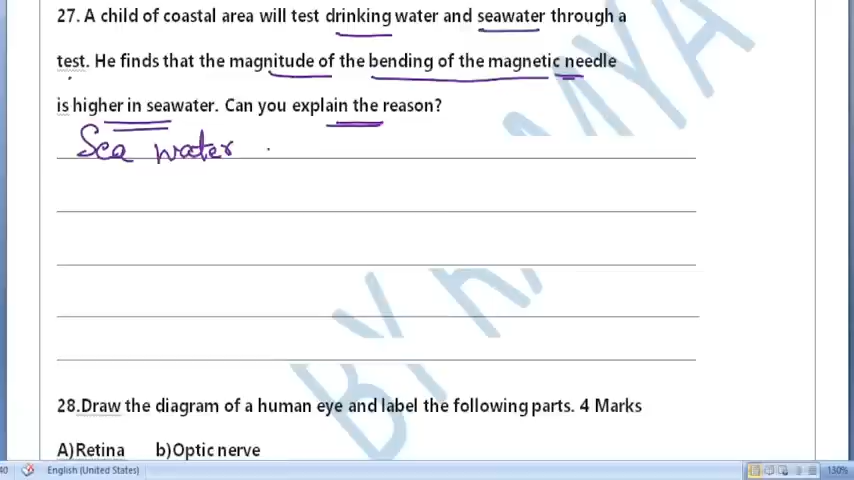 27. A child of coastal area will test drinking water and seawater through a
test. He finds that the magnitude of the bending of the magnetic needle
is higher in seawater. Can you explain the reason?
Sea water
28.Draw the diagram of a human eye and label the following parts. 4 Marks
A)Retina b)Optic nerve
40 English (United States) 130%